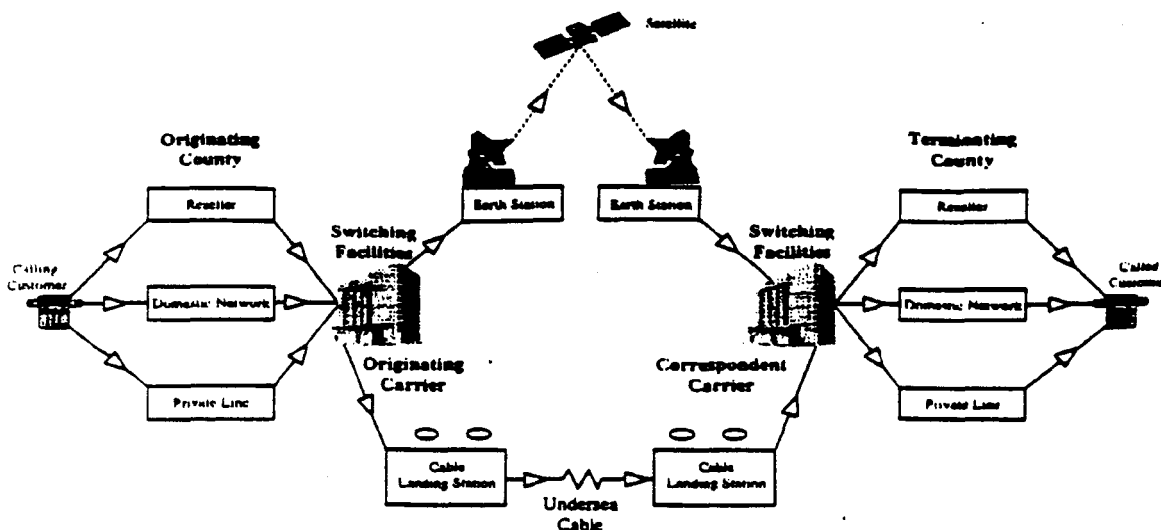 Satellite
Originating
County
Terminating
County
Reseller
Earth Station
Earth Station
Reseller
Switching
Facilities
Switching
Facilities
Calling
Customer
Domestic Network
Domestic Network
Called
Customer
Originating
Carrier
Corruspondent
Carrier
Private Line
Private Line
Cable
Landing Station
Cable
Landing Station
Undersea
Cable